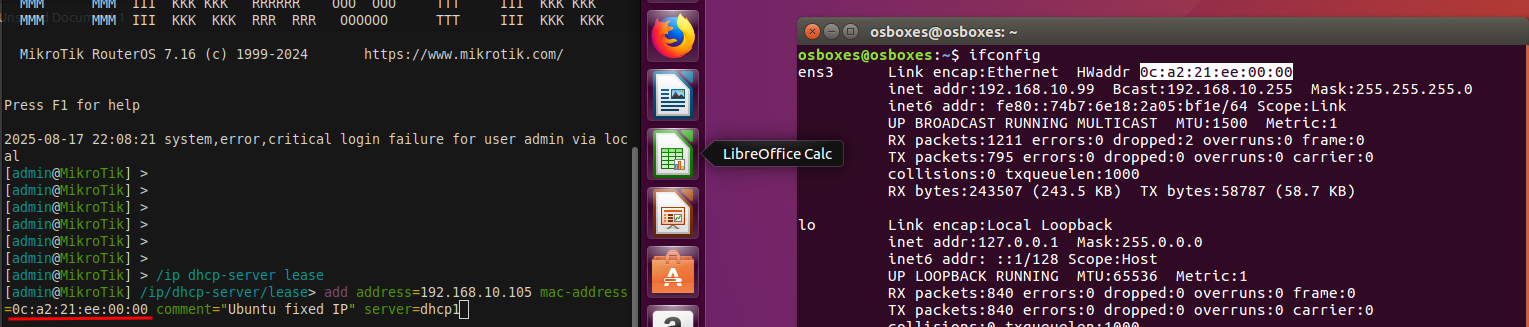 MMM       MMM  III  KKK KKK   RRRRRR    OOO  OOO     TTT     III  KKK KKK
MMM       MMM  III  KKK  KKK  RRR  RRR   OOOOOO      TTT     III  KKK  KKK
MikroTik RouterOS 7.16 (c) 1999-2024       https://www.mikrotik.com/
Press F1 for help
2025-08-17 22:08:21 system,error,critical login failure for user admin via loc
al
[admin@MikroTik] >
[admin@MikroTik] >
[admin@MikroTik] >
[admin@MikroTik] >
[admin@MikroTik] >
[admin@MikroTik] >
[admin@MikroTik] > /ip dhcp-server lease
[admin@MikroTik] /ip/dhcp-server/lease> add address=192.168.10.105 mac-address
=0c:a2:21:ee:00:00 comment="Ubuntu fixed IP" server=dhcp1
LibreOffice Calc
osboxes@osboxes: ~
osboxes@osboxes:~$ ifconfig
ens3      Link encap:Ethernet  HWaddr 0c:a2:21:ee:00:00
inet addr:192.168.10.99  Bcast:192.168.10.255  Mask:255.255.255.0
inet6 addr: fe80::74b7:6e18:2a05:bf1e/64 Scope:Link
UP BROADCAST RUNNING MULTICAST  MTU:1500  Metric:1
RX packets:1211 errors:0 dropped:2 overruns:0 frame:0
TX packets:795 errors:0 dropped:0 overruns:0 carrier:0
collisions:0 txqueuelen:1000
RX bytes:243507 (243.5 KB)  TX bytes:58787 (58.7 KB)
lo        Link encap:Local Loopback
inet addr:127.0.0.1  Mask:255.0.0.0
inet6 addr: ::1/128 Scope:Host
UP LOOPBACK RUNNING  MTU:65536  Metric:1
RX packets:840 errors:0 dropped:0 overruns:0 frame:0
TX packets:840 errors:0 dropped:0 overruns:0 carrier:0
collisions:0 txqueuelen:1000